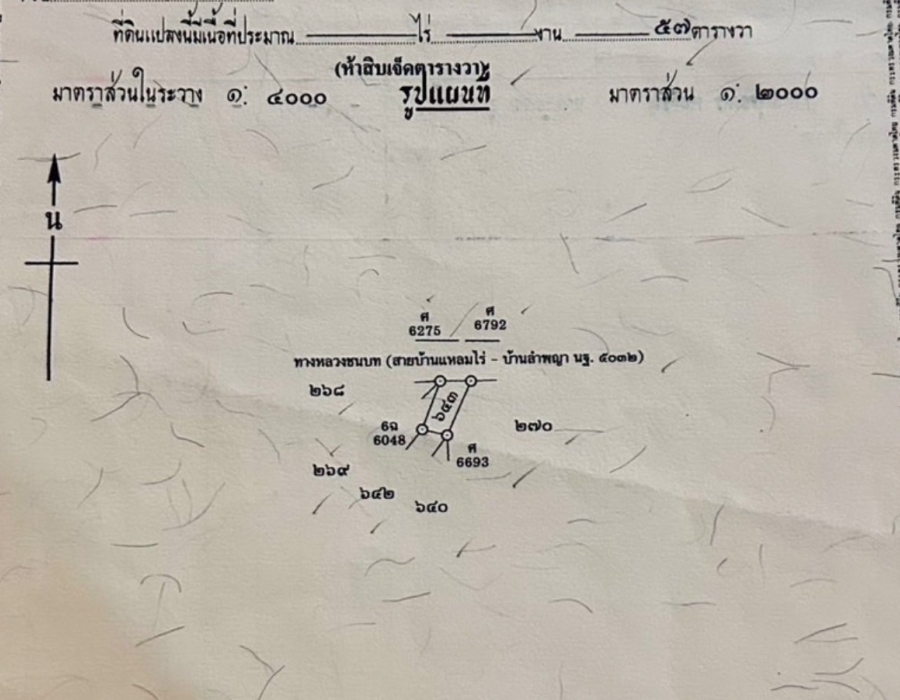 ที่ดินแปลงนี้มีเนื้อที่ประมาณ ไร่ งาน ๕๗ ตารางวา
(ห้าสิบเจ็ดตารางวา)
มาตราส่วนในระวาง ๑: ๔๐๐๐ รูปแผนที่ มาตราส่วน ๑: ๒๐๐๐
น
ศ ศ
6275 6792
ทางหลวงชนบท (สายบ้านแหลมไร่ - บ้านลำพญา นฐ. ๕๐๓๒)
๒๖๘
๖๔๓
6ฉ
6048
๒๗๐
ศ
6693
๒๖๙
๖๔๒
๖๔๐